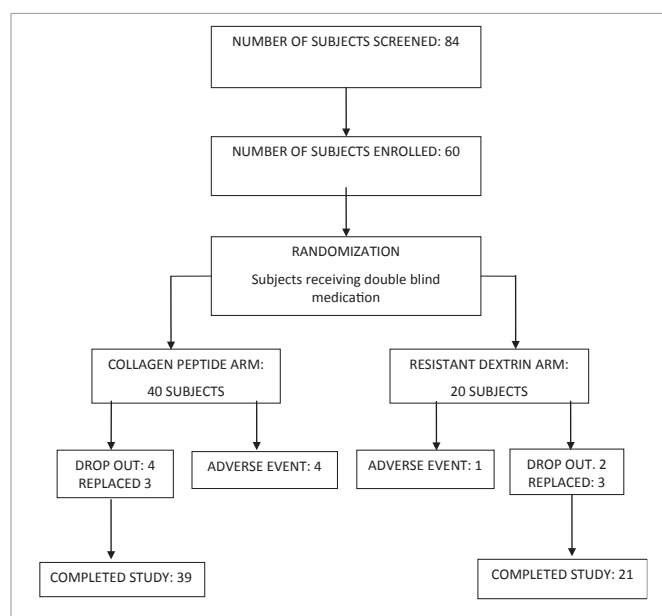 NUMBER OF SUBJECTS SCREENED: 84
NUMBER OF SUBJECTS ENROLLED: 60
RANDOMIZATION
Subjects receiving double blind
medication
COLLAGEN PEPTIDE ARM:
40 SUBJECTS
RESISTANT DEXTRIN ARM:
20 SUBJECTS
DROP OUT: 4
REPLACED 3
ADVERSE EVENT: 4
ADVERSE EVENT: 1
DROP OUT. 2
REPLACED: 3
COMPLETED STUDY: 39
COMPLETED STUDY: 21